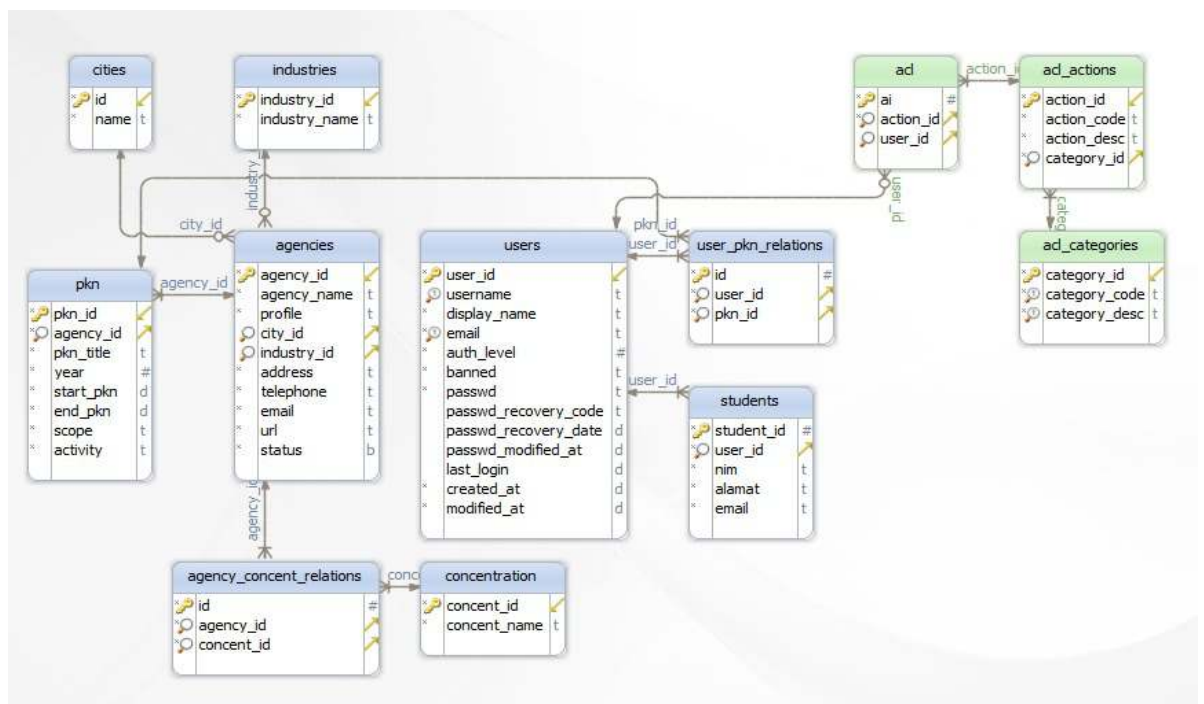 cities
id
name t
industries
industry_id
industry_name t
acl
ai #
action_id
user_id
action_i
acl_actions
action_id
action_code t
action_desc t
category_id
industry_
city_id
user_id
categ
pkn_id
user_id
agency_id
pkn
pkn_id
agency_id
pkn_title t
year #
start_pkn d
end_pkn d
scope t
activity t
agencies
agency_id
agency_name t
profile t
city_id
industry_id
address t
telephone t
email t
url t
status b
users
user_id
username t
display_name t
email t
auth_level #
banned t
passwd t
passwd_recovery_code t
passwd_recovery_date d
passwd_modified_at d
last_login d
created_at d
modified_at d
user_pkn_relations
id #
user_id
pkn_id
acl_categories
category_id
category_code t
category_desc t
user_id
students
student_id #
user_id
nim t
alamat t
email t
agency_id
agency_concent_relations
id #
agency_id
concent_id
conc
concentration
concent_id
concent_name t